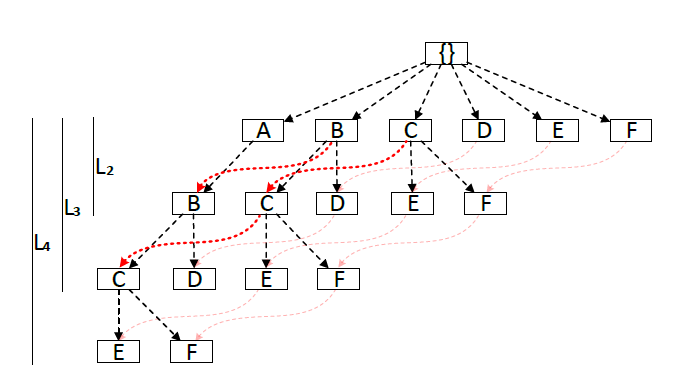 {}
A B C D E F
L2
B C D E F
L3
L4
C D E F
E F